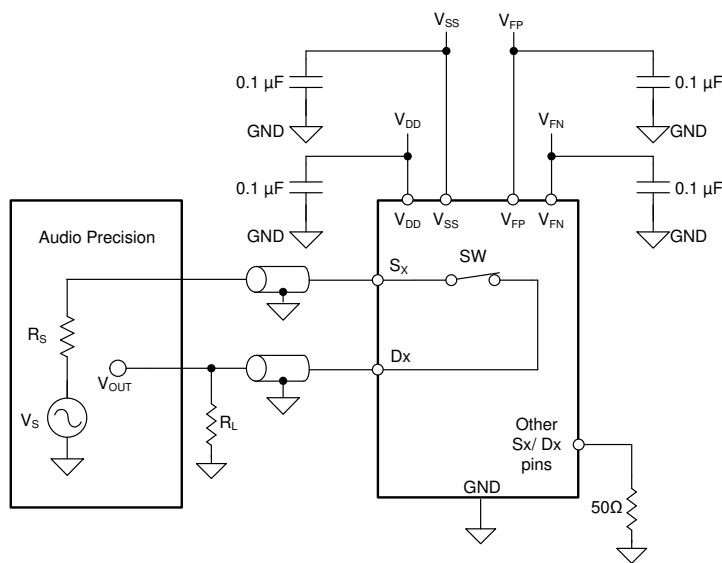 VSS
VFP
0.1 µF
0.1 µF
GND
VDD
VFN
GND
0.1 µF
0.1 µF
GND
GND
VDD
VSS
VFP
VFN
Audio Precision
SX
SW
RS
Dx
VOUT
VS
RL
Other
Sx/ Dx
pins
GND
50Ω